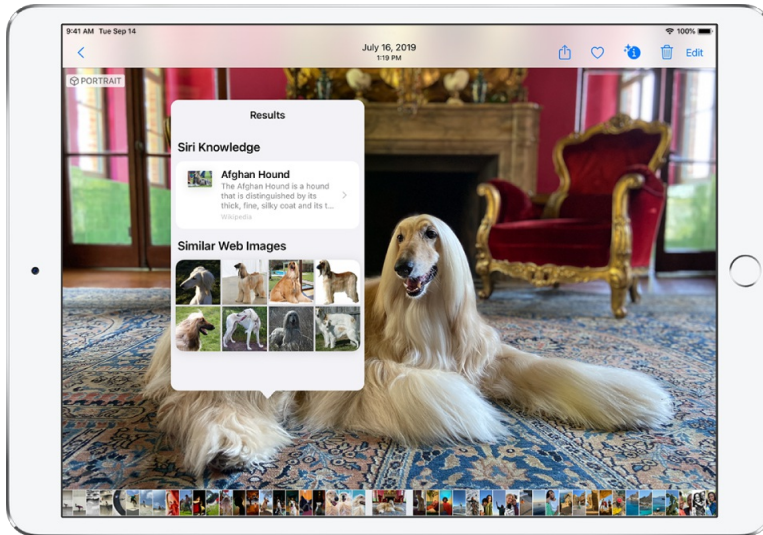 9:41 AM Tue Sep 14
100%
July 16, 2019
1:19 PM
Edit
PORTRAIT
Results
Siri Knowledge
Afghan Hound
The Afghan Hound is a hound
that is distinguished by its
thick, fine, silky coat and its t...
Wikipedia
Similar Web Images